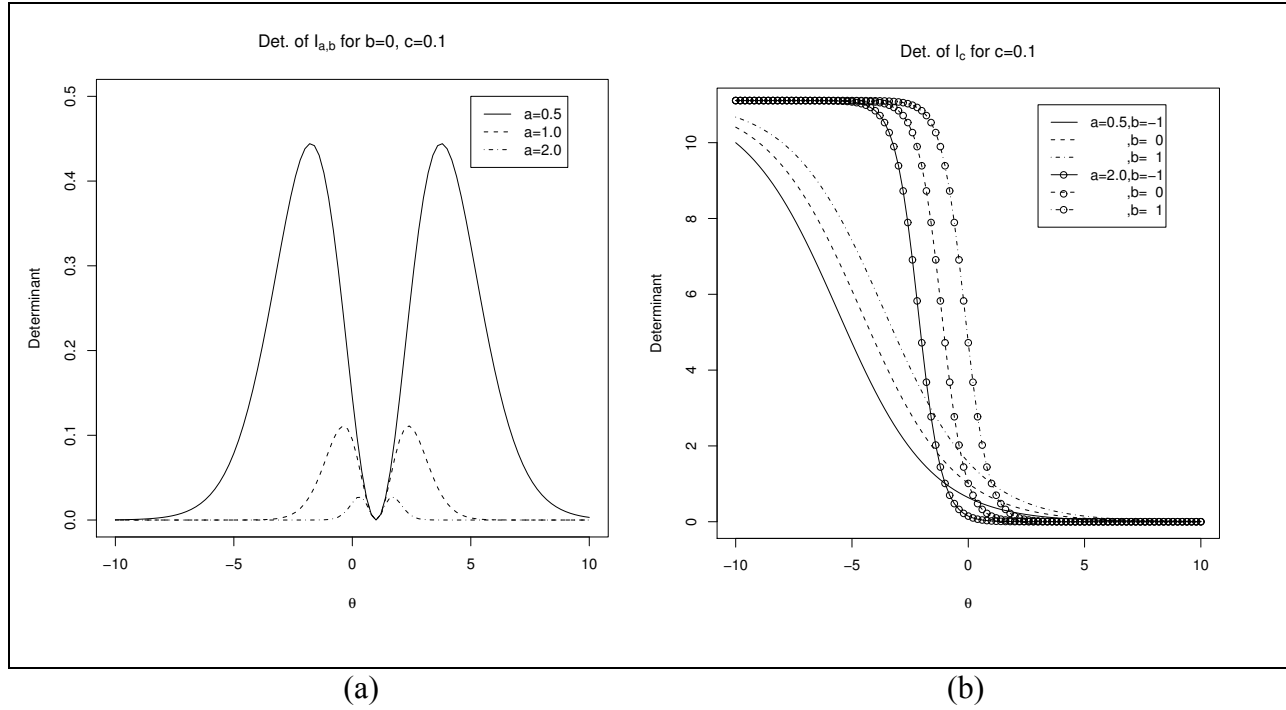 Det. of Ia,b for b=0, c=0.1
0.5
0.4
0.3
0.2
0.1
0.0
Determinant
a=0.5
a=1.0
a=2.0
−10
−5
0
5
10
θ
(a)
Det. of Ic for c=0.1
10
8
6
4
2
0
Determinant
a=0.5,b=−1
,b= 0
,b= 1
a=2.0,b=−1
,b= 0
,b= 1
−10
−5
0
5
10
θ
(b)